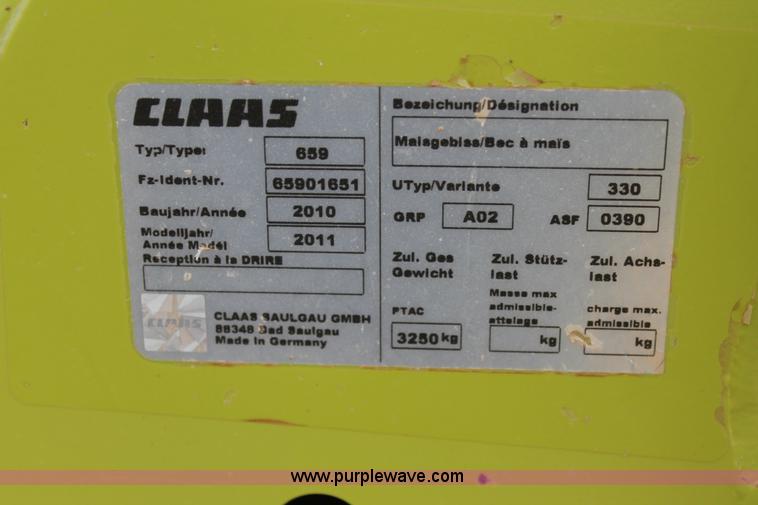 CLAAS
Typ/Type: 659
Fz-Ident-Nr. 65901651
Baujahr/Année 2010
Modelljahr/
Année Modél 2011
Reception à la DRIRE
CLAAS
CLAAS SAULGAU GMBH
88348 Bad Saulgau
Made in Germany
Bezeichung/Désignation
Maisgebiss/Bec à maïs
UTyp/Variante 330
GRP A02 ASF 0390
Zul. Ges
Gewicht
PTAC
3250 kg
Zul. Stütz-
last
Masse max
admissible-
attelage
kg
Zul. Achs-
last
charge max.
admissible
kg
www.purplewave.com